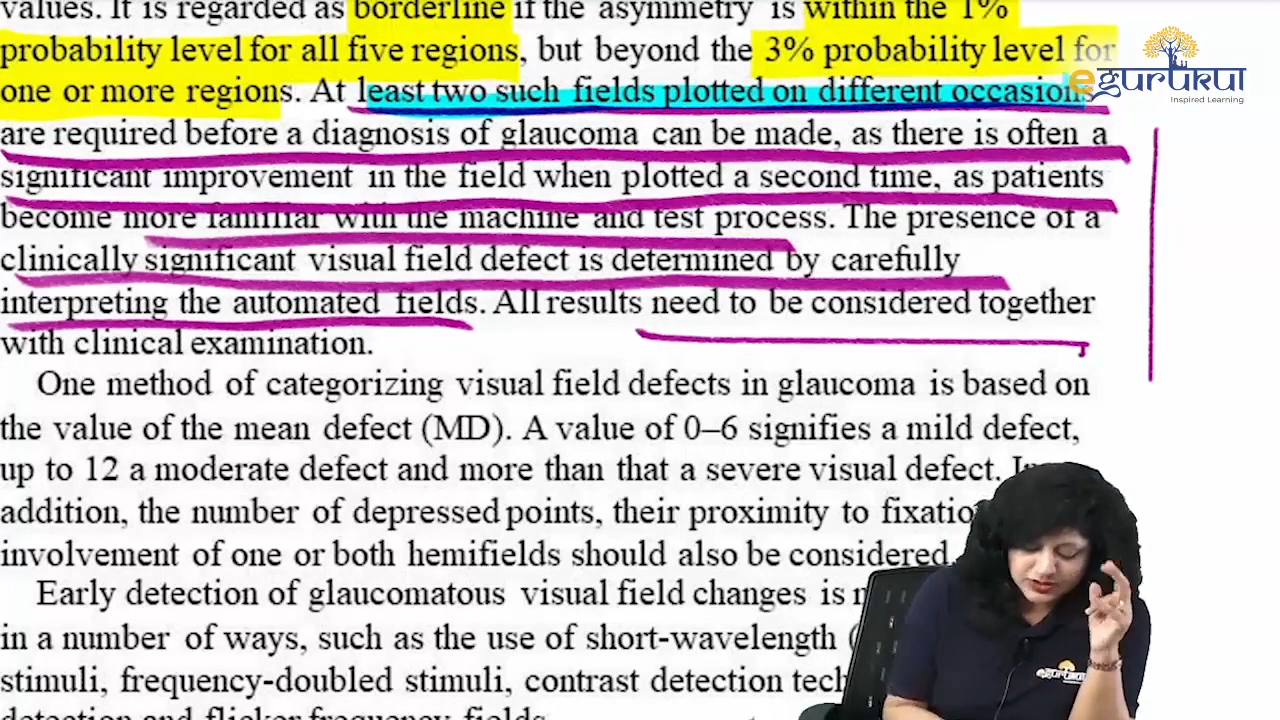 values. It is regarded as borderline if the asymmetry is within the 1%
probability level for all five regions, but beyond the 3% probability level for
one or more regions. At least two such fields plotted on different occasions
are required before a diagnosis of glaucoma can be made, as there is often a
significant improvement in the field when plotted a second time, as patients
become more familiar with the machine and test process. The presence of a
clinically significant visual field defect is determined by carefully
interpreting the automated fields. All results need to be considered together
with clinical examination.
One method of categorizing visual field defects in glaucoma is based on
the value of the mean defect (MD). A value of 0–6 signifies a mild defect,
up to 12 a moderate defect and more than that a severe visual defect. In
addition, the number of depressed points, their proximity to
involvement of one or both hemifields should also be considered.
Early detection of glaucomatous visual field changes is
in a number of ways, such as the use of short-wavelength
stimuli, frequency-doubled stimuli, contrast detection
detection and flicker frequency fields.
egurukul
Inspired Learning